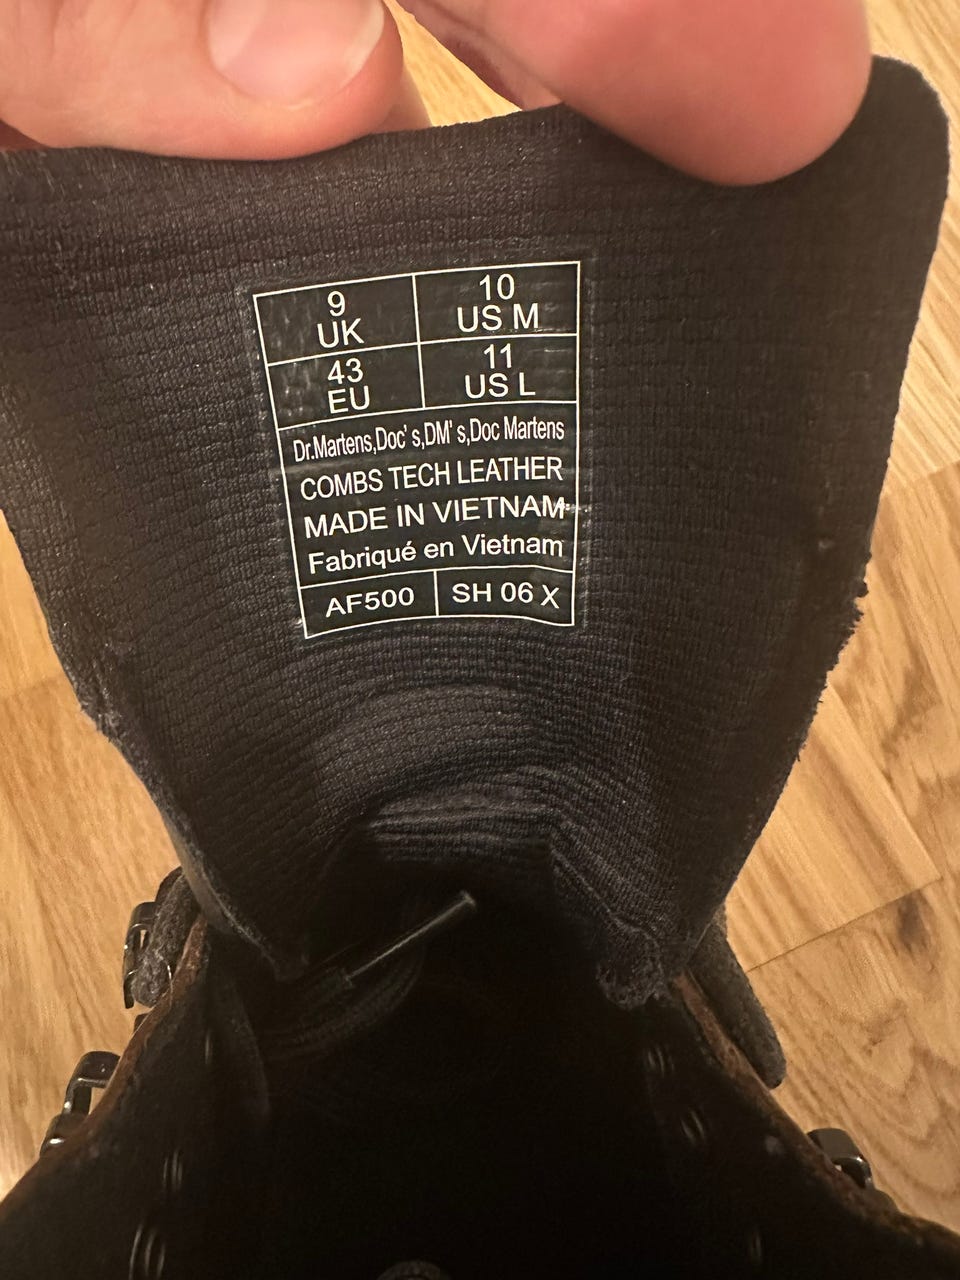 9
UK
10
US M
43
EU
11
US L
Dr.Martens,Doc' s,DM' s,Doc Martens
COMBS TECH LEATHER
MADE IN VIETNAM
Fabriqué en Vietnam
AF500
SH 06 X